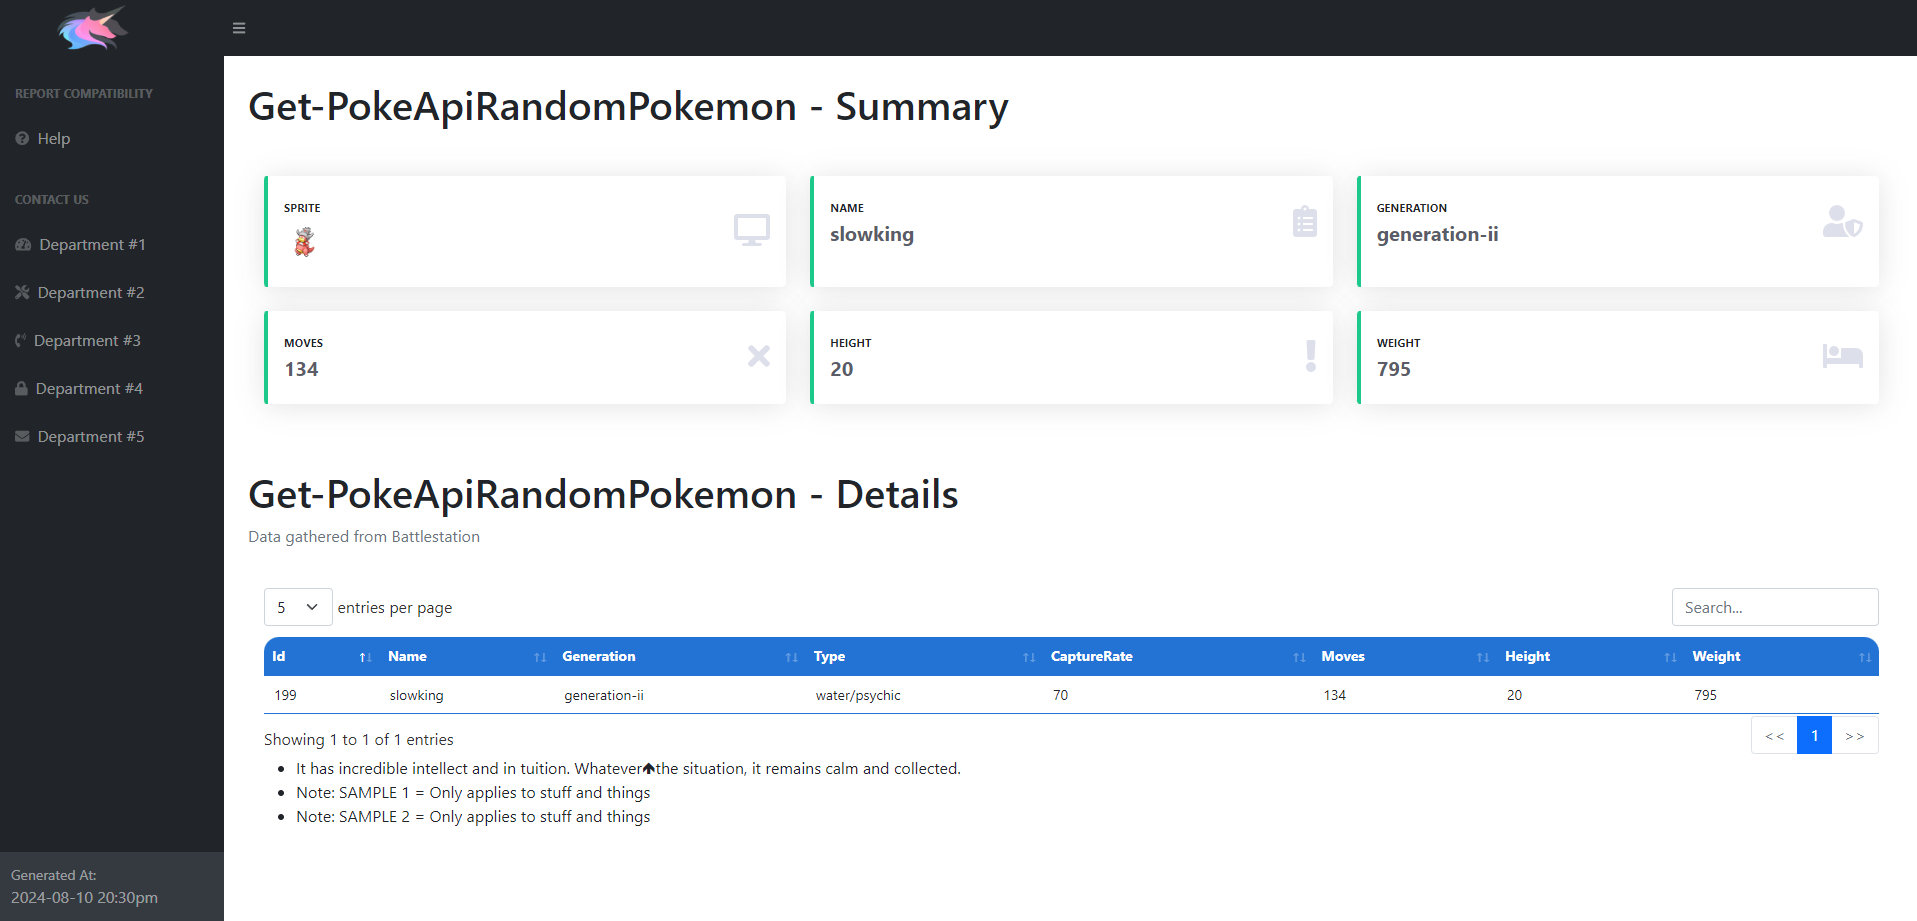 REPORT COMPATIBILITY
Help
CONTACT US
Department #1
Department #2
Department #3
Department #4
Department #5
Generated At:
2024-08-10 20:30pm
Get-PokeApiRandomPokemon - Summary
SPRITE
NAME
slowking
GENERATION
generation-ii
MOVES
134
HEIGHT
20
WEIGHT
795
Get-PokeApiRandomPokemon - Details
Data gathered from Battlestation
5 entries per page
Search...
Id Name Generation Type CaptureRate Moves Height Weight
199 slowking generation-ii water/psychic 70 134 20 795
Showing 1 to 1 of 1 entries
<< 1 >>
It has incredible intellect and in tuition. Whatever🡹the situation, it remains calm and collected.
Note: SAMPLE 1 = Only applies to stuff and things
Note: SAMPLE 2 = Only applies to stuff and things